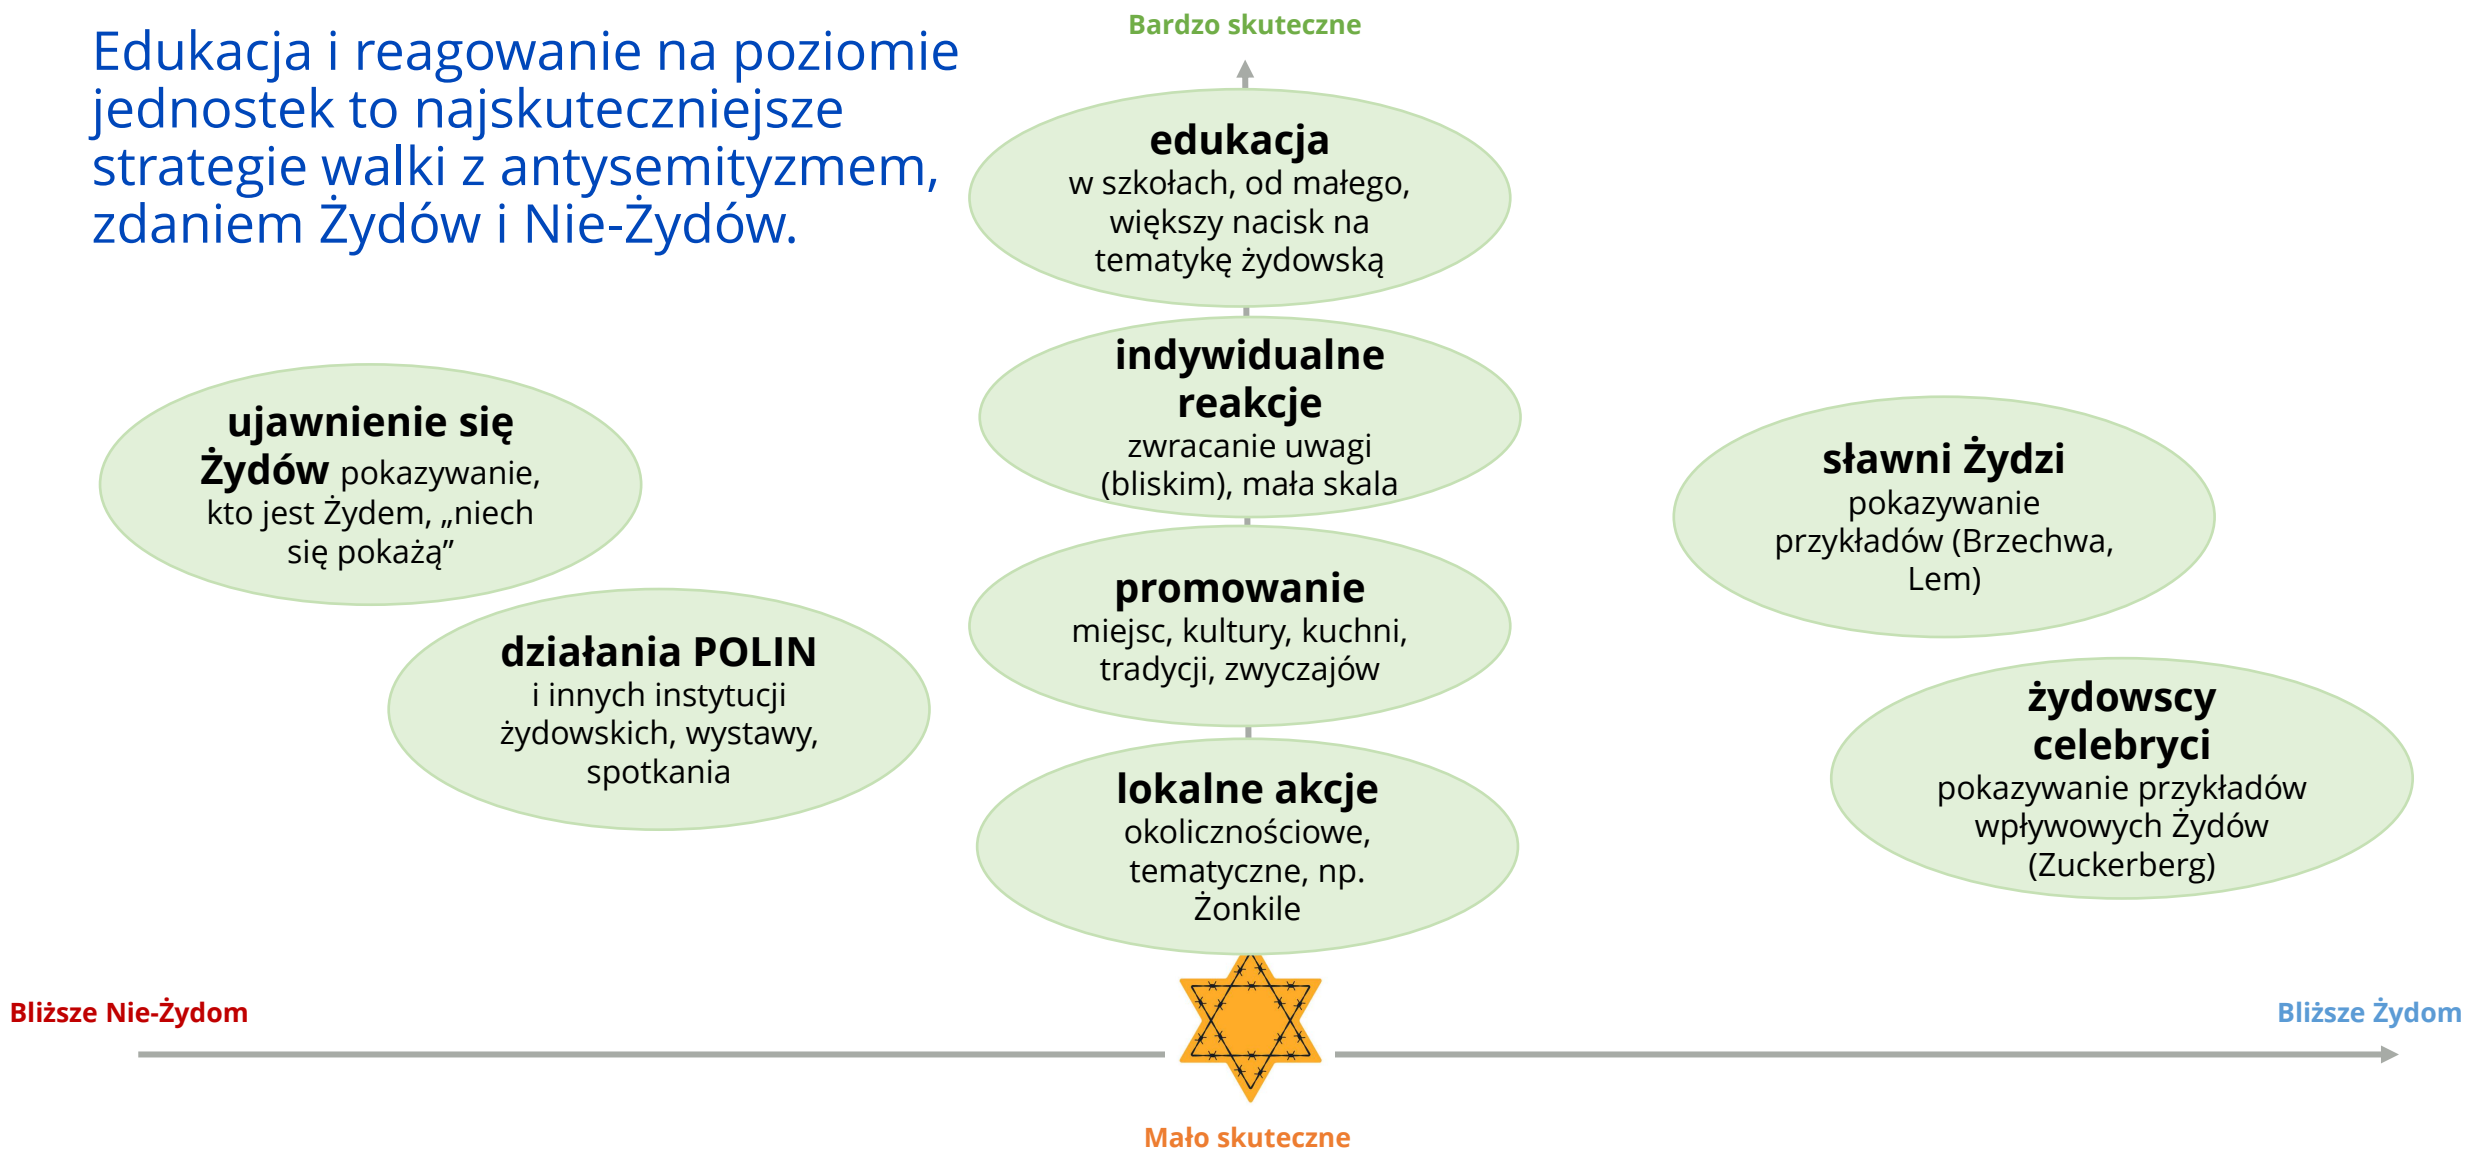 Edukacja i reagowanie na poziomie
jednostek to najskuteczniejsze
strategie walki z antysemityzmem,
zdaniem Żydów i Nie-Żydów.
Bardzo skuteczne
edukacja
w szkołach, od małego,
większy nacisk na
tematykę żydowską
indywidualne
reakcje
zwracanie uwagi
(bliskim), mała skala
ujawnienie się
Żydów pokazywanie,
kto jest Żydem, „niech
się pokażą”
sławni Żydzi
pokazywanie
przykładów (Brzechwa,
Lem)
promowanie
miejsc, kultury, kuchni,
tradycji, zwyczajów
działania POLIN
i innych instytucji
żydowskich, wystawy,
spotkania
żydowscy
celebryci
pokazywanie przykładów
wpływowych Żydów
(Zuckerberg)
lokalne akcje
okolicznościowe,
tematyczne, np.
Żonkile
Bliższe Nie-Żydom
Bliższe Żydom
Mało skuteczne